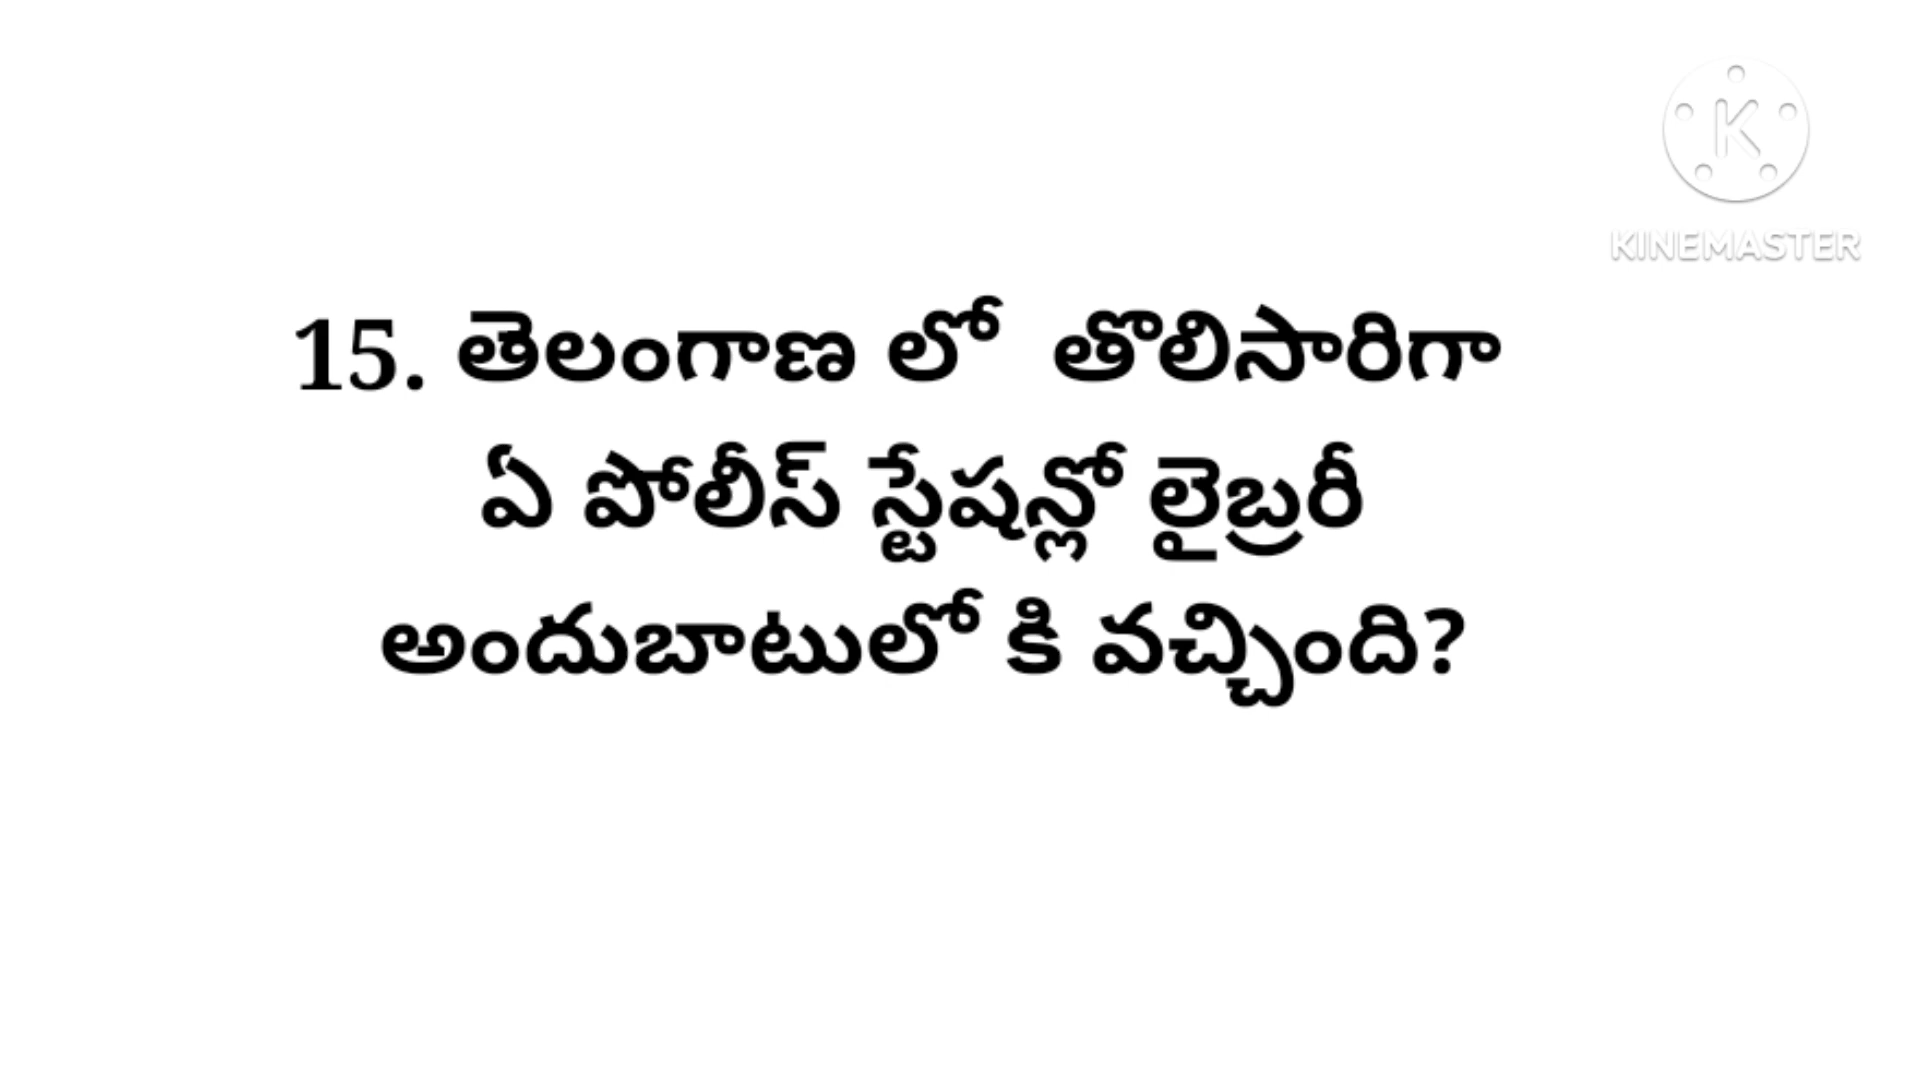 KINEMASTER
15. తెలంగాణ లో తొలిసారిగా
ఏ పోలీస్ స్టేషన్లో లైబ్రరీ
అందుబాటులో కి వచ్చింది?